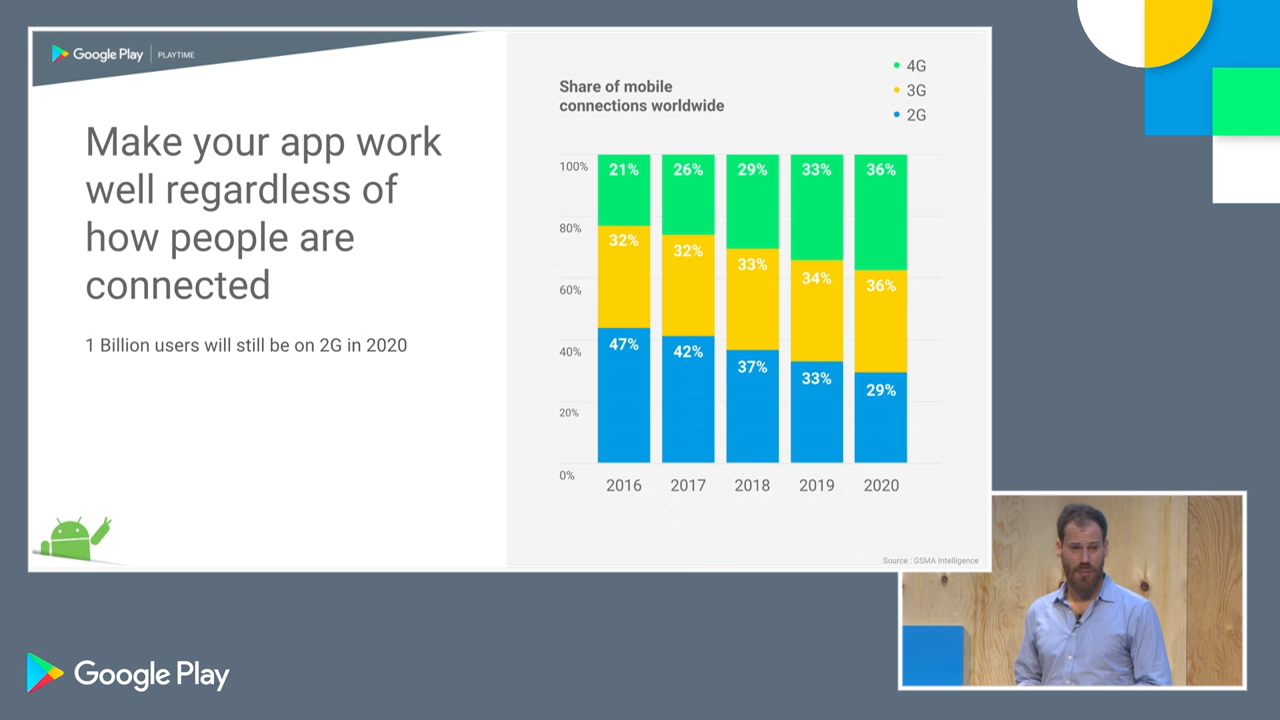 Google Play | PLAYTIME
Make your app work
well regardless of
how people are
connected
1 Billion users will still be on 2G in 2020
Share of mobile
connections worldwide
4G
3G
2G
100%
80%
60%
40%
20%
0%
21% 26% 29% 33% 36%
32% 32% 33% 34% 36%
47% 42% 37% 33% 29%
2016 2017 2018 2019 2020
Source : GSMA Intelligence
Google Play